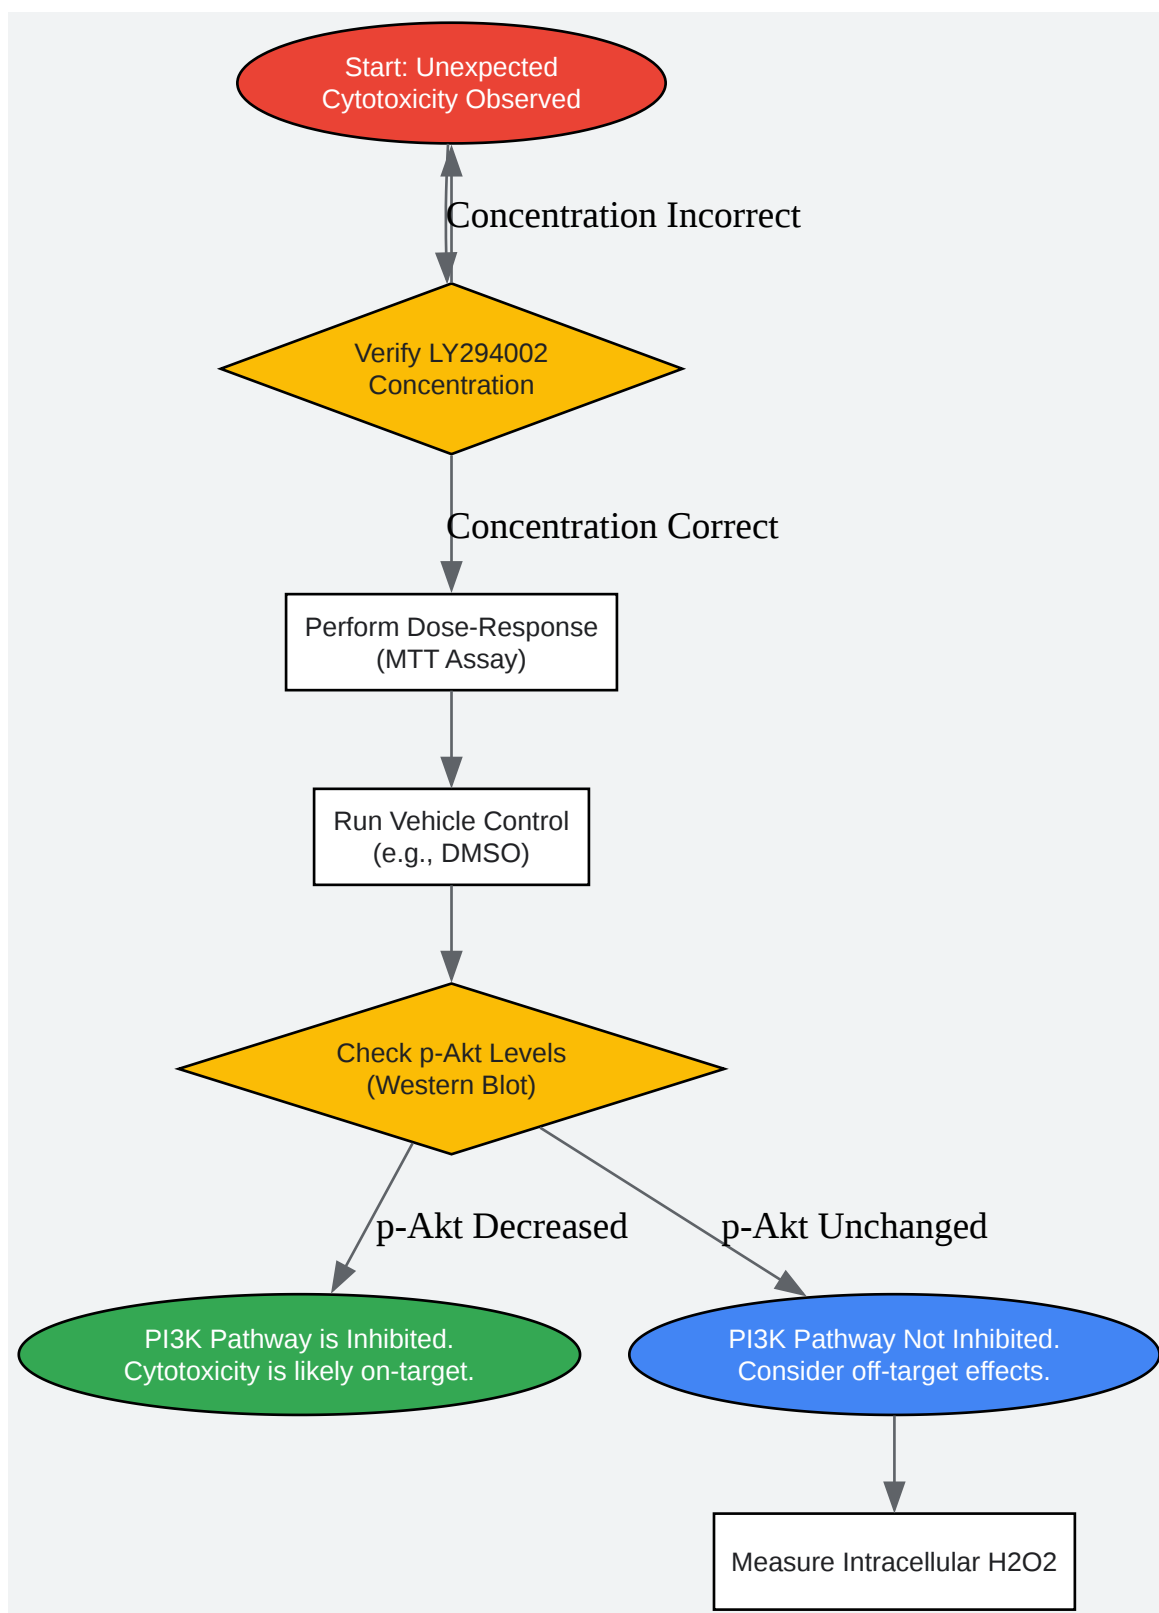 Start: Unexpected
Cytotoxicity Observed
Concentration Incorrect
Verify LY294002
Concentration
Concentration Correct
Perform Dose-Response
(MTT Assay)
Run Vehicle Control
(e.g., DMSO)
Check p-Akt Levels
(Western Blot)
p-Akt Decreased
p-Akt Unchanged
PI3K Pathway is Inhibited.
Cytotoxicity is likely on-target.
PI3K Pathway Not Inhibited.
Consider off-target effects.
Measure Intracellular H2O2